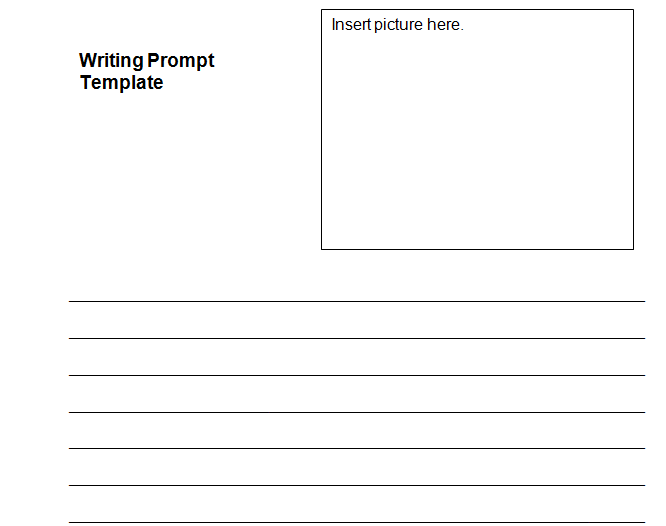 Insert picture here.
Writing Prompt
Template